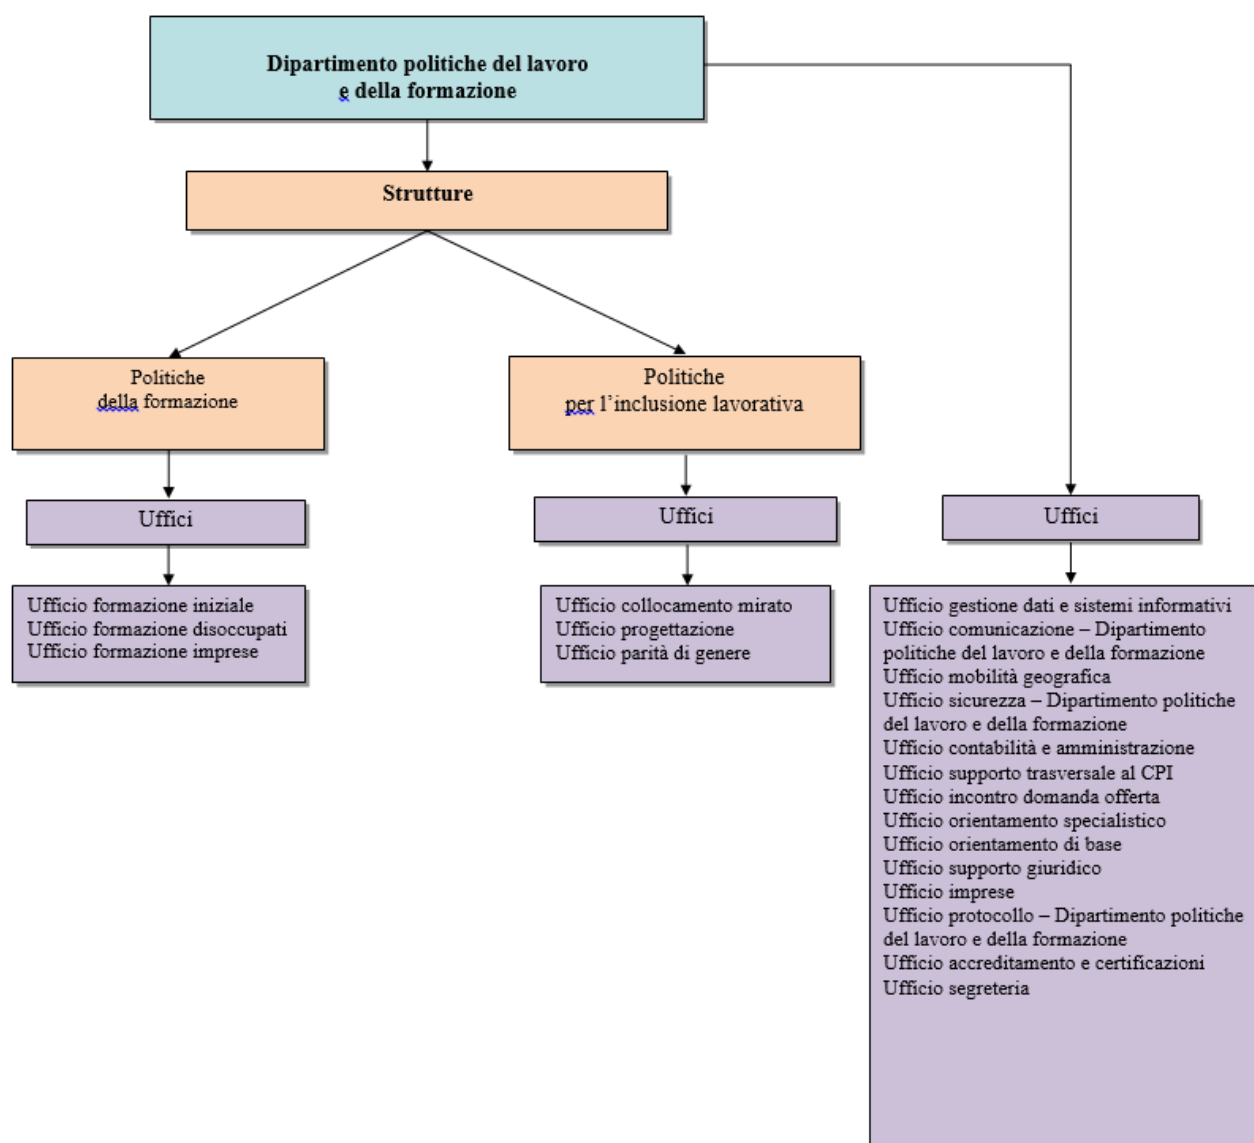 Dipartimento politiche del lavoro
e della formazione
Strutture
Politiche
della formazione
Politiche
per l’inclusione lavorativa
Uffici
Uffici
Uffici
Ufficio formazione iniziale
Ufficio formazione disoccupati
Ufficio formazione imprese
Ufficio collocamento mirato
Ufficio progettazione
Ufficio parità di genere
Ufficio gestione dati e sistemi informativi
Ufficio comunicazione – Dipartimento
politiche del lavoro e della formazione
Ufficio mobilità geografica
Ufficio sicurezza – Dipartimento politiche
del lavoro e della formazione
Ufficio contabilità e amministrazione
Ufficio supporto trasversale al CPI
Ufficio incontro domanda offerta
Ufficio orientamento specialistico
Ufficio orientamento di base
Ufficio supporto giuridico
Ufficio imprese
Ufficio protocollo – Dipartimento politiche
del lavoro e della formazione
Ufficio accreditamento e certificazioni
Ufficio segreteria